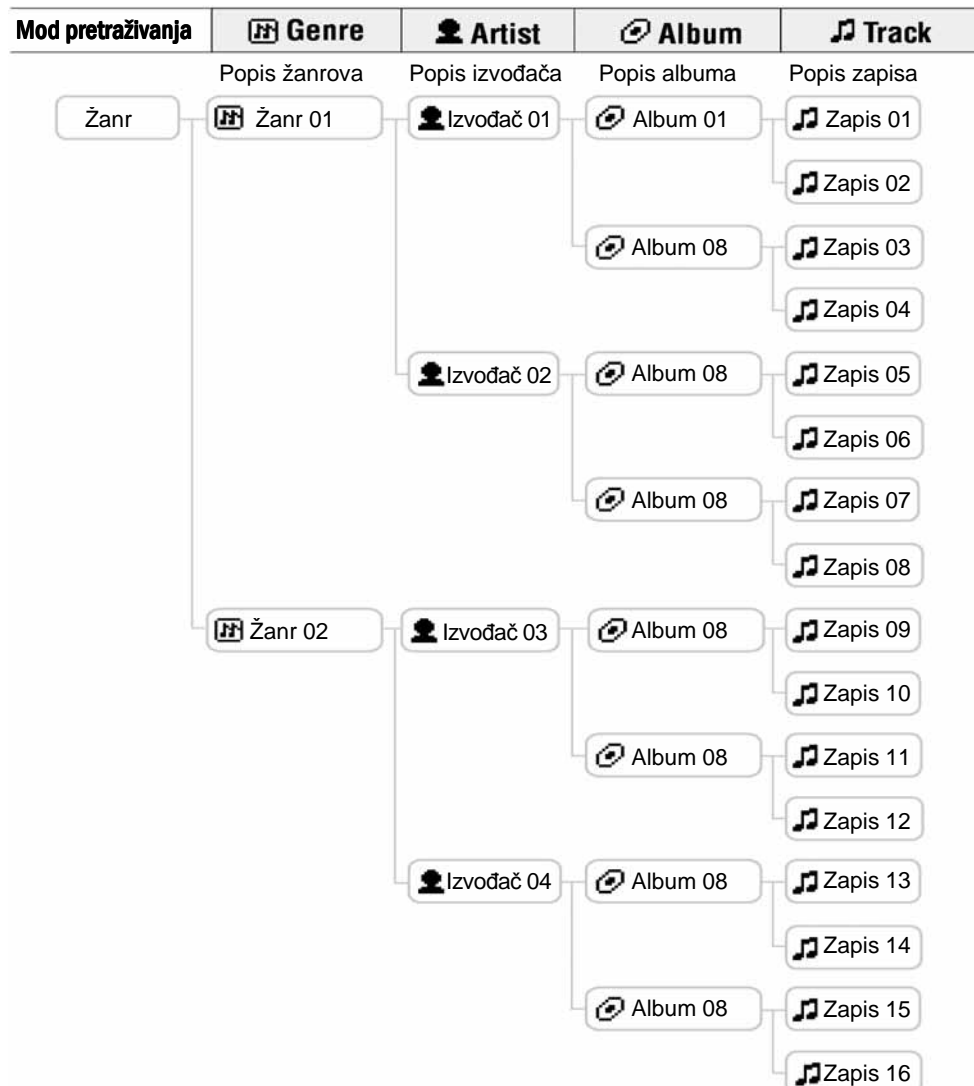 Mod pretraživanja Genre Artist Album Track
Popis žanrova Popis izvođača Popis albuma Popis zapisa
Žanr Žanr 01 Izvođač 01 Album 01 Zapis 01
Zapis 02
Album 08 Zapis 03
Zapis 04
Izvođač 02 Album 08 Zapis 05
Zapis 06
Album 08 Zapis 07
Zapis 08
Žanr 02 Izvođač 03 Album 08 Zapis 09
Zapis 10
Album 08 Zapis 11
Zapis 12
Izvođač 04 Album 08 Zapis 13
Zapis 14
Album 08 Zapis 15
Zapis 16